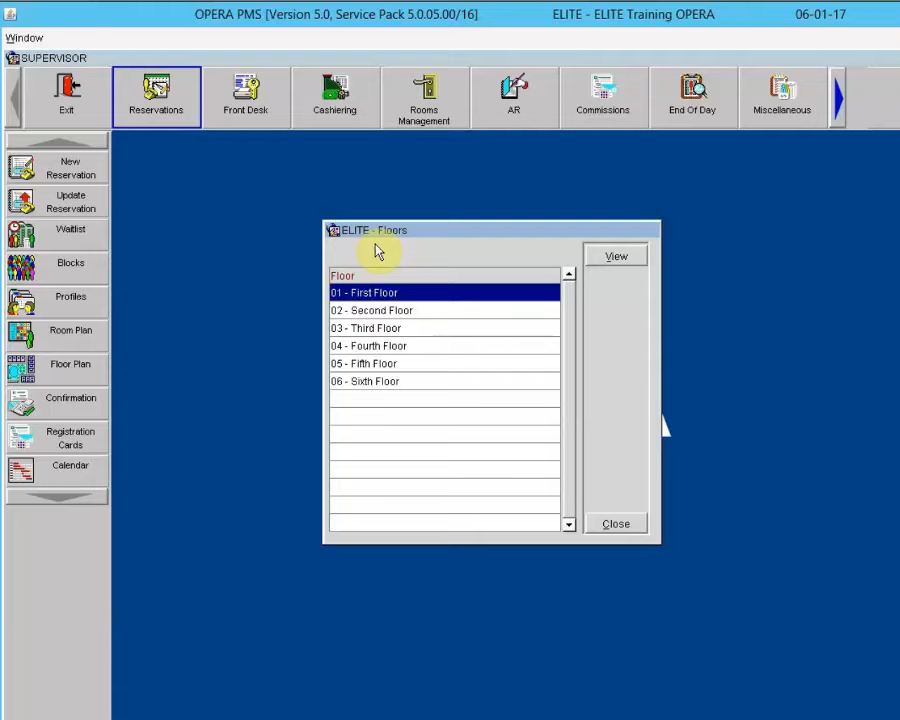 OPERA PMS [Version 5.0, Service Pack 5.0.05.00/16] ELITE - ELITE Training OPERA 06-01-17
Window
SUPERVISOR
Exit
Reservations
Front Desk
Cashiering
Rooms
Management
AR
Commissions
End Of Day
Miscellaneous
New
Reservation
Update
Reservation
Waitlist
Blocks
Profiles
Room Plan
Floor Plan
Confirmation
Registration
Cards
Calendar
ELITE - Floors
Floor
01 - First Floor
02 - Second Floor
03 - Third Floor
04 - Fourth Floor
05 - Fifth Floor
06 - Sixth Floor
View
Close